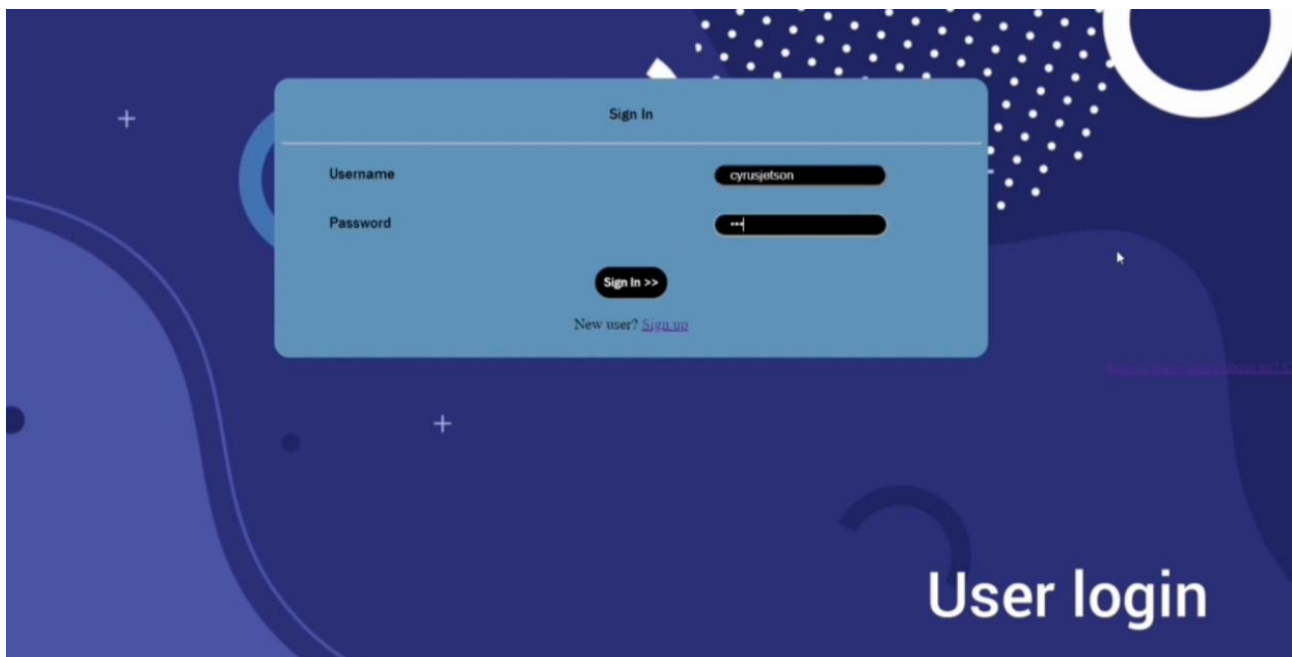 Sign In
Username cyrusjetson
Password •••
Sign In >>
New user? Sign up
User login